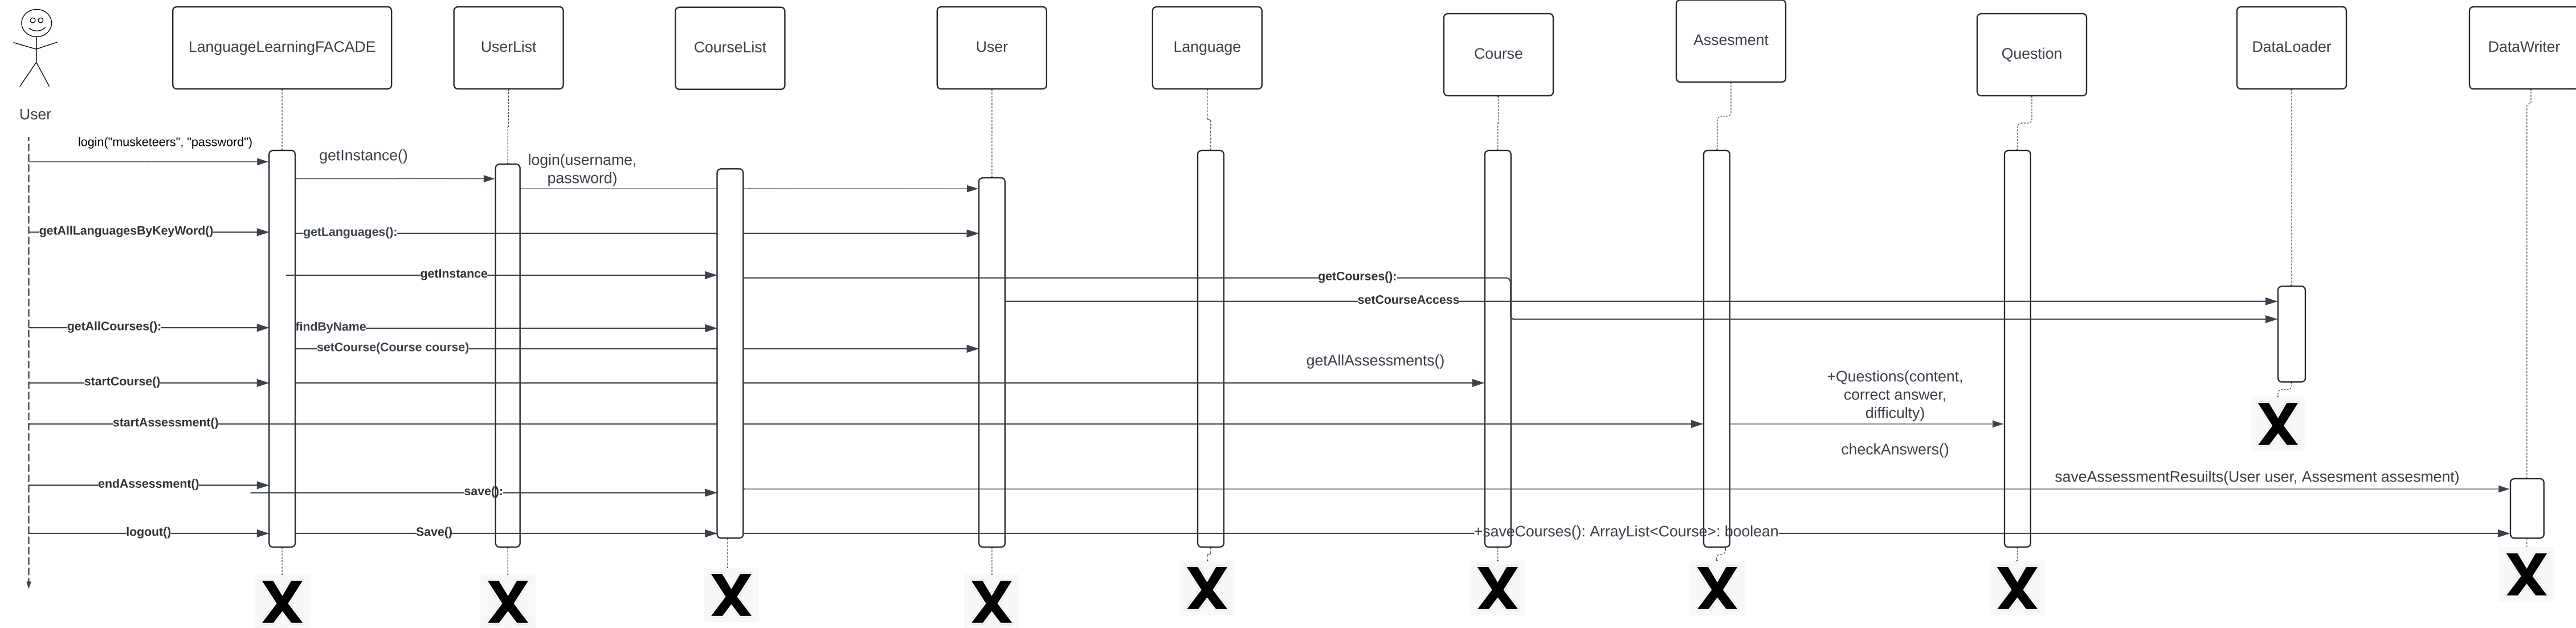 LanguageLearningFACADE
UserList
CourseList
User
Language
Course
Assesment
Question
DataLoader
DataWriter
User
login("musketeers", "password")
getInstance()
login(username,
password)
getAllLanguagesByKeyWord()
getLanguages():
getInstance
getCourses():
setCourseAccess
getAllCourses():
findByName
setCourse(Course course)
getAllAssessments()
startCourse()
+Questions(content,
correct answer,
difficulty)
startAssessment()
checkAnswers()
saveAssessmentResuilts(User user, Assesment assesment)
endAssessment()
save():
logout()
Save()
+saveCourses(): ArrayList<Course>: boolean
X
X
X
X
X
X
X
X
X
X